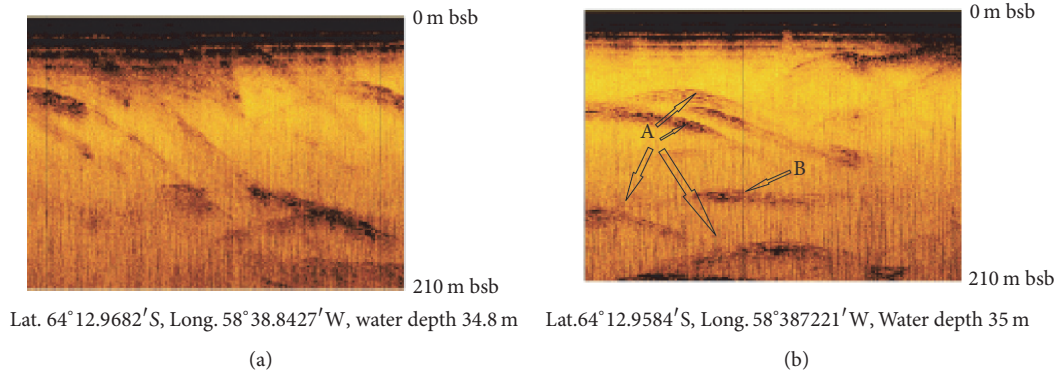 0 m bsb
210 m bsb
Lat. 64°12.9682′S, Long. 58°38.8427′W, water depth 34.8 m
(a)
0 m bsb
A
B
210 m bsb
Lat.64°12.9584′S, Long. 58°387221′W, Water depth 35 m
(b)